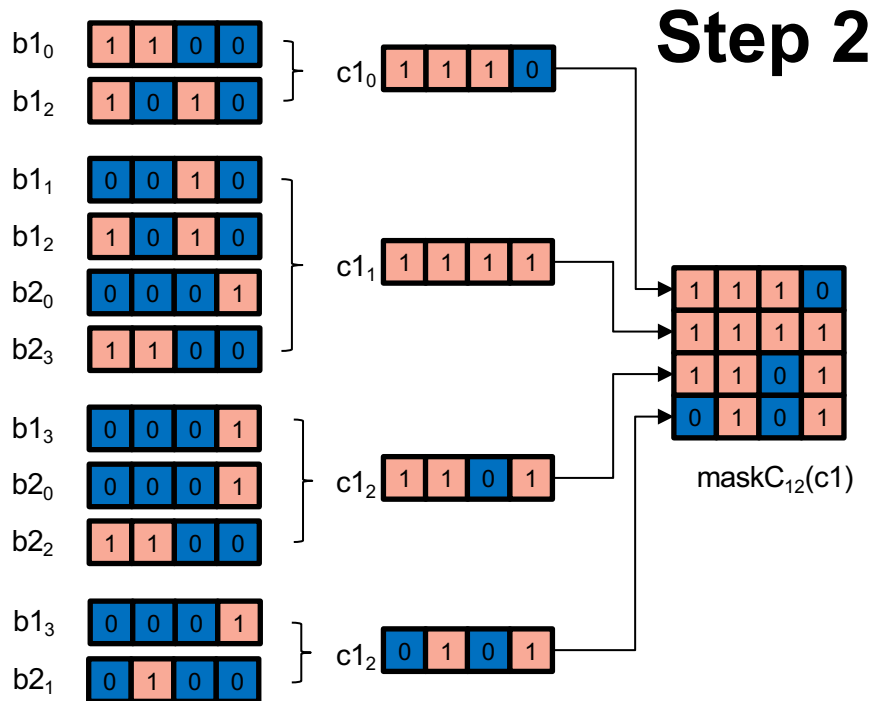 Step 2
b1₀ 1 1 0 0
b1₂ 1 0 1 0
c1₀ 1 1 1 0
b1₁ 0 0 1 0
b1₂ 1 0 1 0
b2₀ 0 0 0 1
b2₃ 1 1 0 0
c1₁ 1 1 1 1
b1₃ 0 0 0 1
b2₀ 0 0 0 1
b2₂ 1 1 0 0
c1₂ 1 1 0 1
b1₃ 0 0 0 1
b2₁ 0 1 0 0
c1₂ 0 1 0 1
1 1 1 0
1 1 1 1
1 1 0 1
0 1 0 1
maskC₁₂(c1)